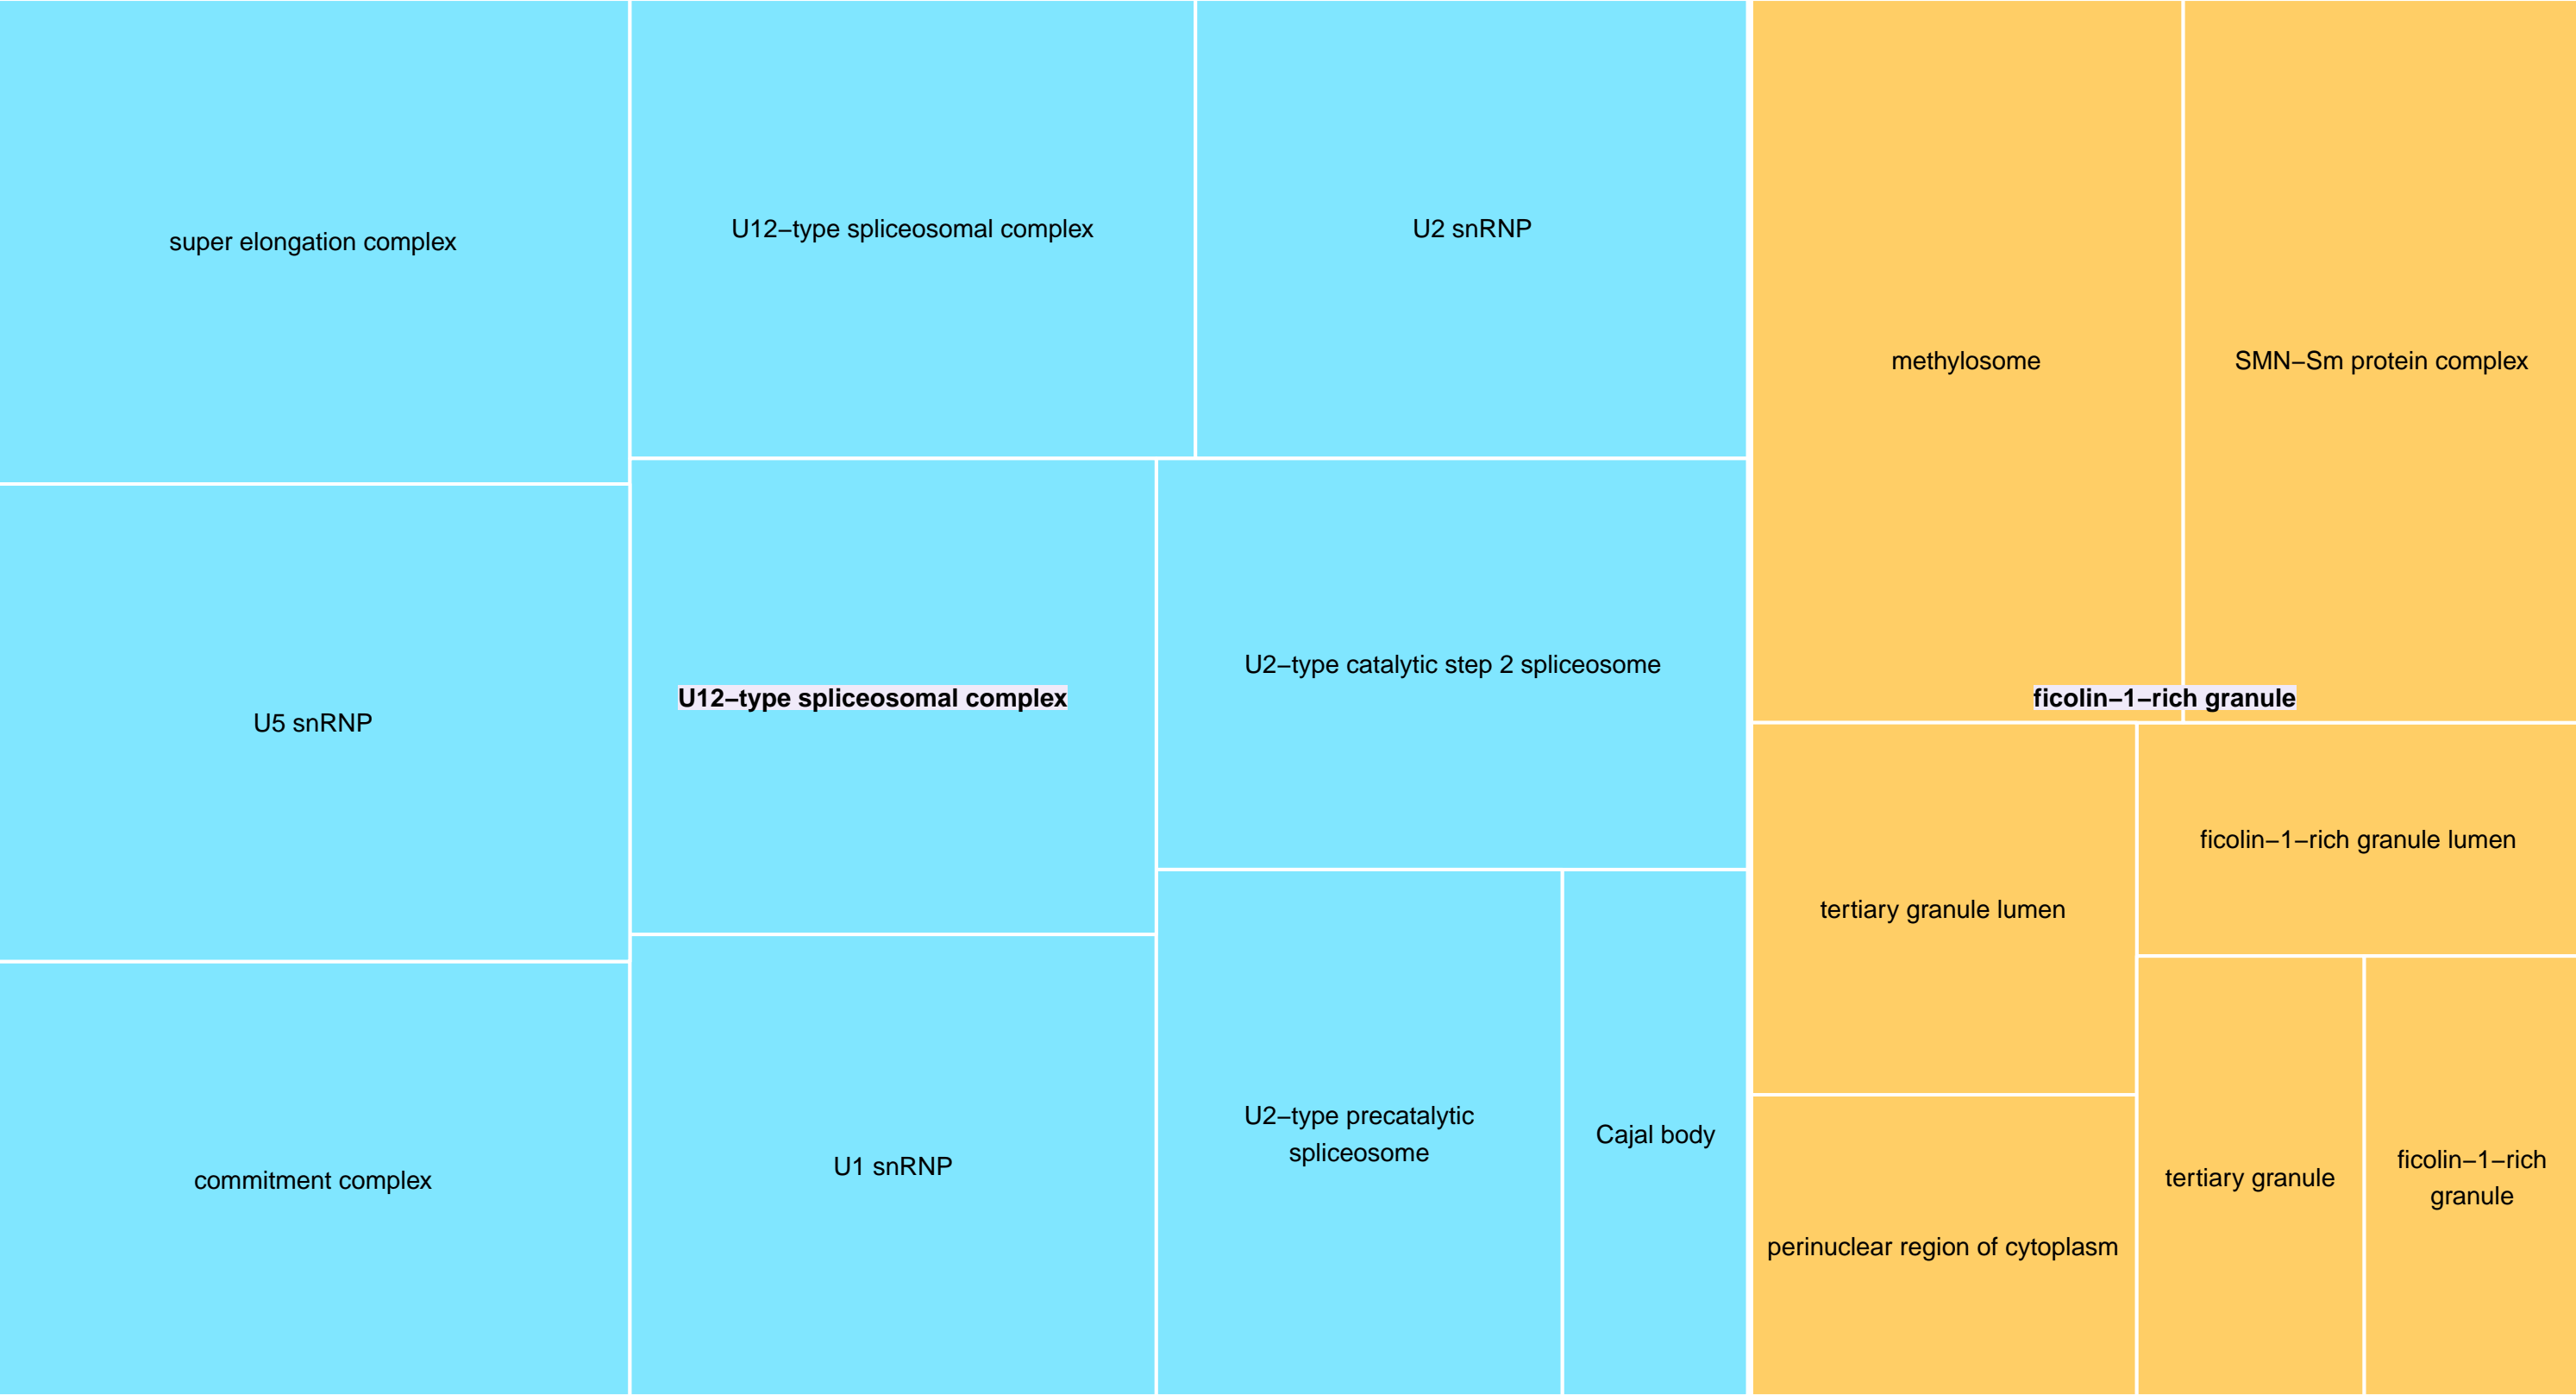 super elongation complex
U12−type spliceosomal complex
U2 snRNP
U5 snRNP
U12−type spliceosomal complex
U2−type catalytic step 2 spliceosome
commitment complex
U1 snRNP
U2−type precatalytic
spliceosome
Cajal body
methylosome
SMN−Sm protein complex
ficolin−1−rich granule
tertiary granule lumen
ficolin−1−rich granule lumen
perinuclear region of cytoplasm
tertiary granule
ficolin−1−rich
granule